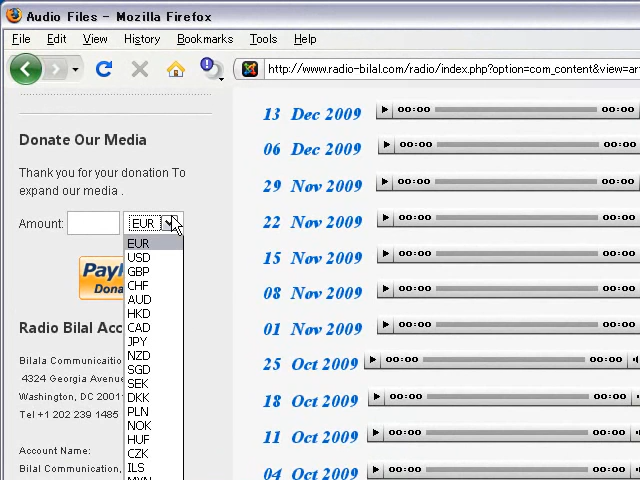 Audio Files - Mozilla Firefox
File Edit View History Bookmarks Tools Help
http://www.radio-bilal.com/radio/index.php?option=com_content&view=ar
Donate Our Media
Thank you for your donation To
expand our media .
Amount: EUR
EUR
USD
GBP
CHF
AUD
HKD
CAD
JPY
NZD
SGD
SEK
DKK
PLN
NOK
HUF
CZK
ILS
MXN
Pay
Dona
Radio Bilal Acc
Bilala Communicaitio
4324 Georgia Avenue
Washington, DC 2001
Tel +1 202 239 1485
Account Name:
Bilal Communication,
13 Dec 2009 00:00 00:00
06 Dec 2009 00:00 00:00
29 Nov 2009 00:00 00:00
22 Nov 2009 00:00 00:00
15 Nov 2009 00:00 00:00
08 Nov 2009 00:00 00:00
01 Nov 2009 00:00 00:00
25 Oct 2009 00:00 00:00
18 Oct 2009 00:00 00:00
11 Oct 2009 00:00 00:00
04 Oct 2009 00:00 00:00